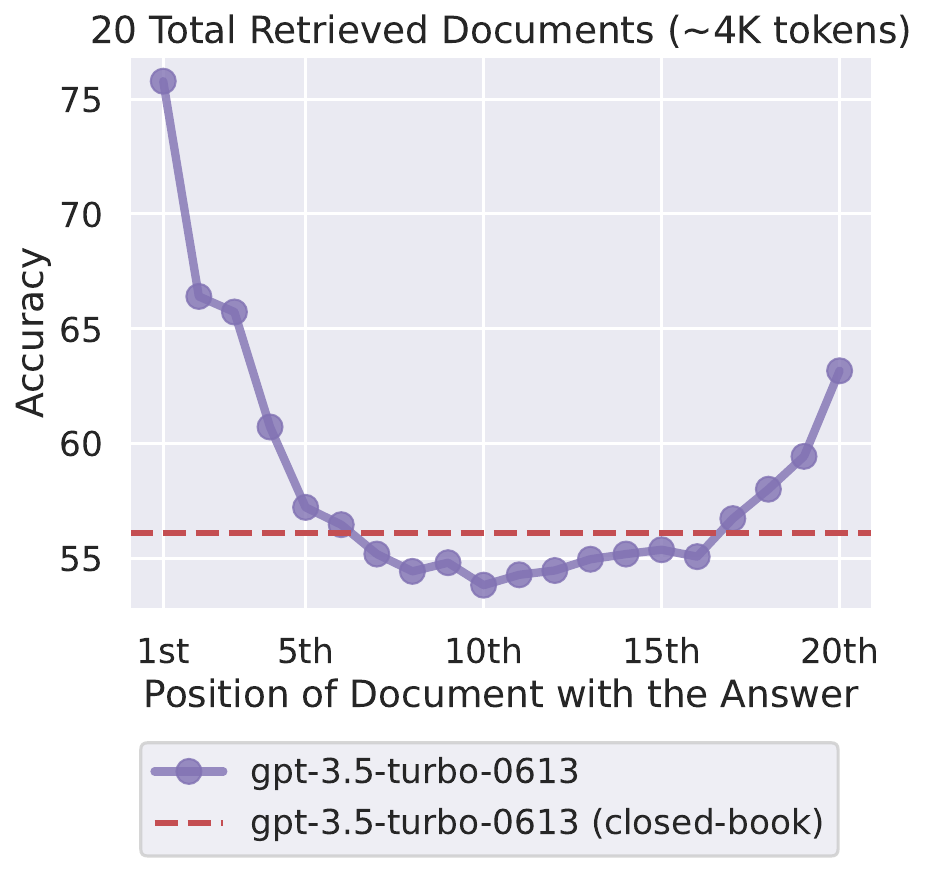 20 Total Retrieved Documents (~4K tokens)
75
70
65
60
55
Accuracy
1st 5th 10th 15th 20th
Position of Document with the Answer
gpt-3.5-turbo-0613
gpt-3.5-turbo-0613 (closed-book)